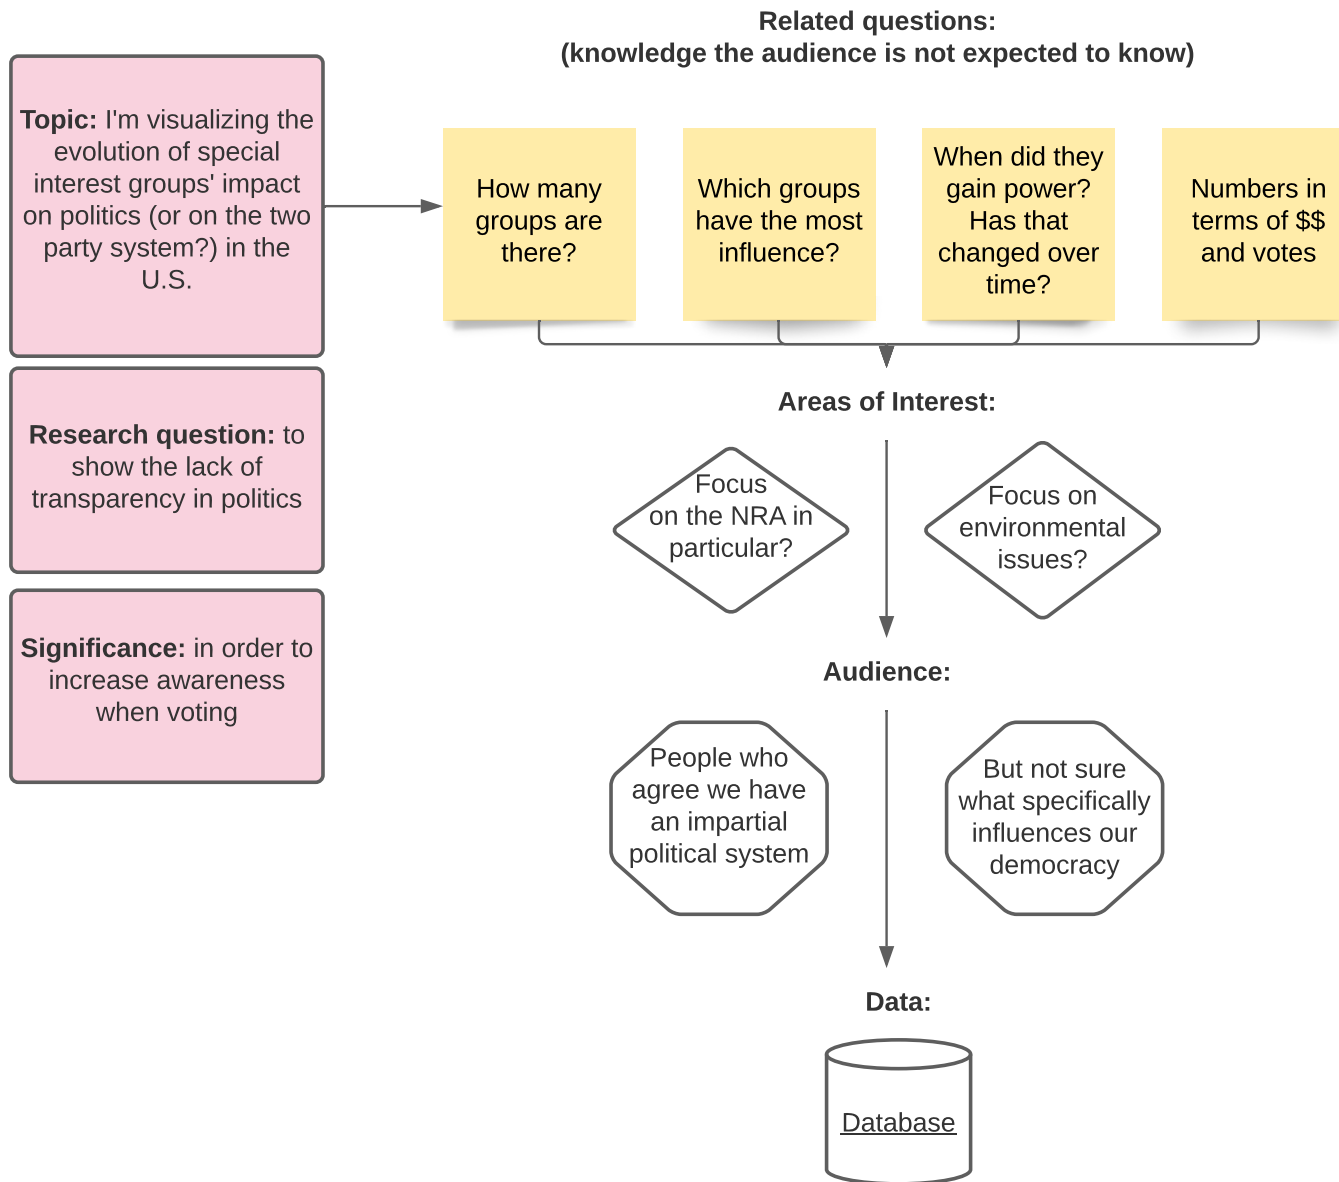 Related questions:
(knowledge the audience is not expected to know)
Topic: I'm visualizing the
evolution of special
interest groups' impact
on politics (or on the two
party system?) in the
U.S.
How many
groups are
there?
Which groups
have the most
influence?
When did they
gain power?
Has that
changed over
time?
Numbers in
terms of $$
and votes
Research question: to
show the lack of
transparency in politics
Significance: in order to
increase awareness
when voting
Areas of Interest:
Focus
on the NRA in
particular?
Focus on
environmental
issues?
Audience:
People who
agree we have
an impartial
political system
But not sure
what specifically
influences our
democracy
Data:
Database